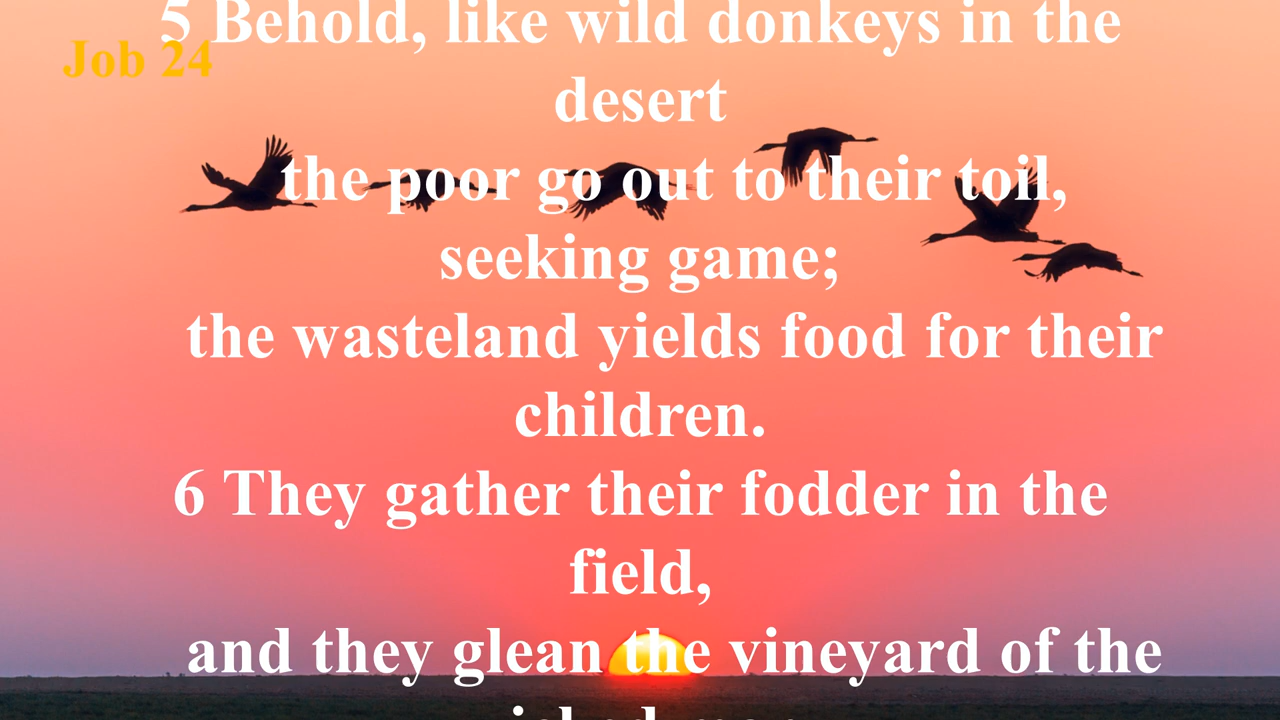 5 Behold, like wild donkeys in the
Job 24
desert
the poor go out to their toil,
seeking game;
the wasteland yields food for their
children.
6 They gather their fodder in the
field,
and they glean the vineyard of the